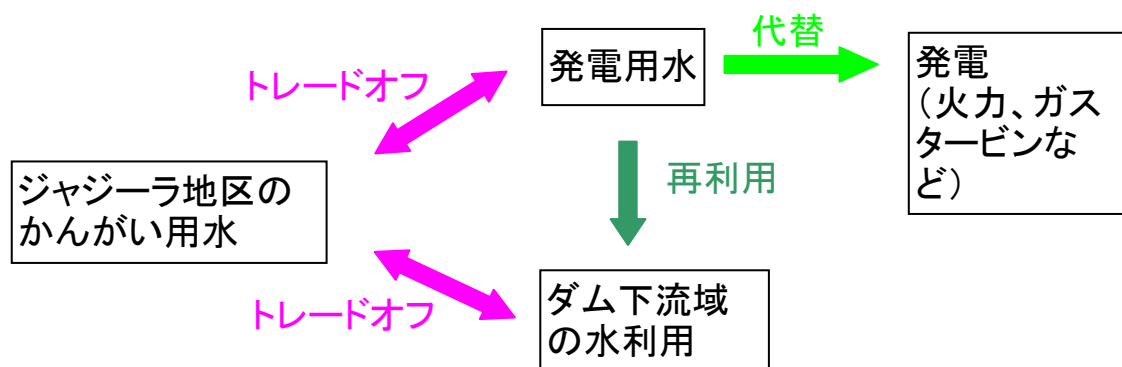 代替
発電用水
発電
(火力、ガス
タービンな
ど)
トレードオフ
再利用
ジャジーラ地区の
かんがい用水
トレードオフ
ダム下流域
の水利用